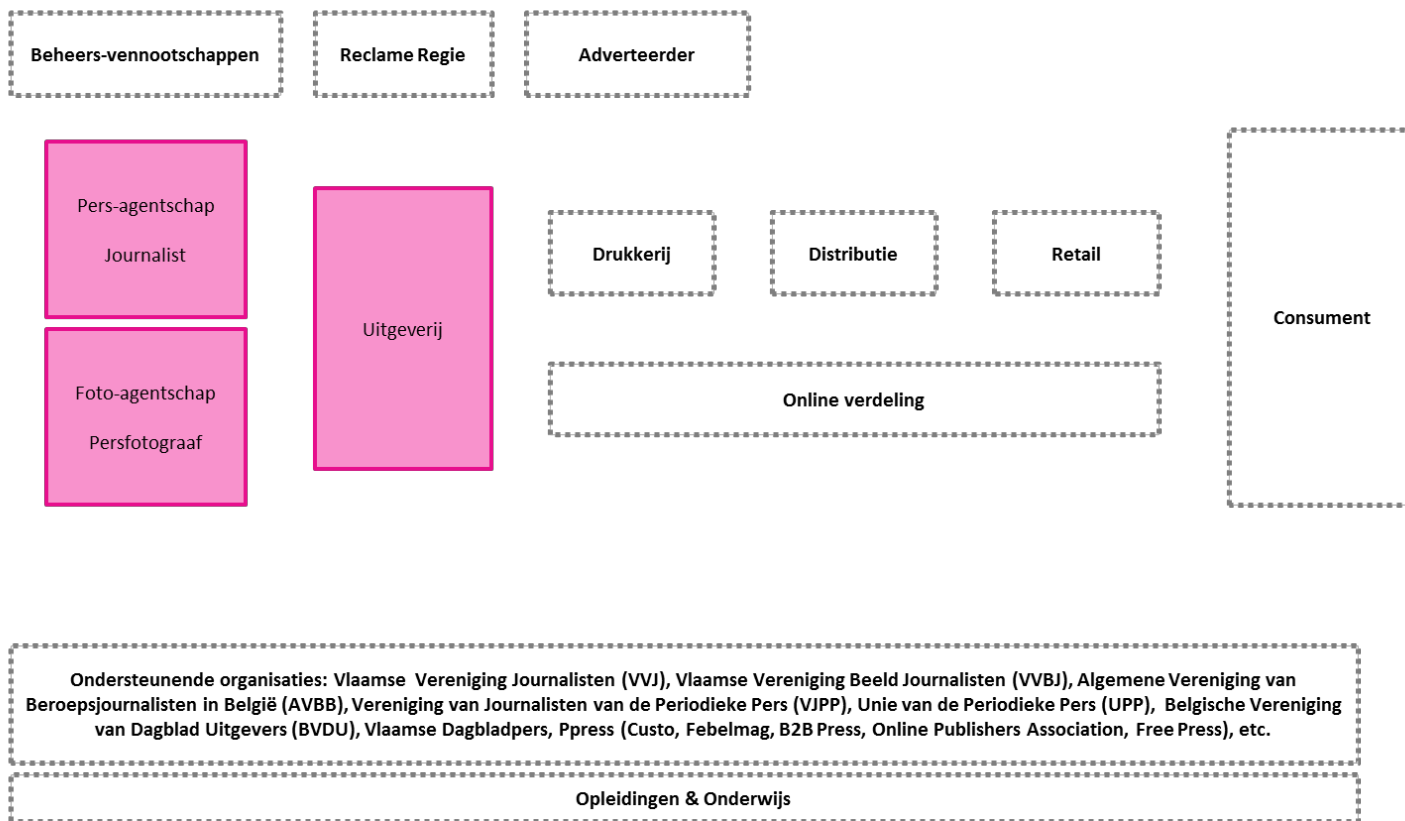 Beheers-vennootschappen
Reclame Regie
Adverteerder
Pers-agentschap
Journalist
Foto-agentschap
Persfotograaf
Uitgeverij
Drukkerij
Distributie
Retail
Online verdeling
Consument
Ondersteunende organisaties: Vlaamse Vereniging Journalisten (VVJ), Vlaamse Vereniging Beeld Journalisten (VVBJ), Algemene Vereniging van
Beroepsjournalisten in België (AVBB), Vereniging van Journalisten van de Periodieke Pers (VJPP), Unie van de Periodieke Pers (UPP), Belgische Vereniging
van Dagblad Uitgevers (BVDU), Vlaamse Dagbladpers, Ppress (Custo, Febelmag, B2B Press, Online Publishers Association, Free Press), etc.
Opleidingen & Onderwijs